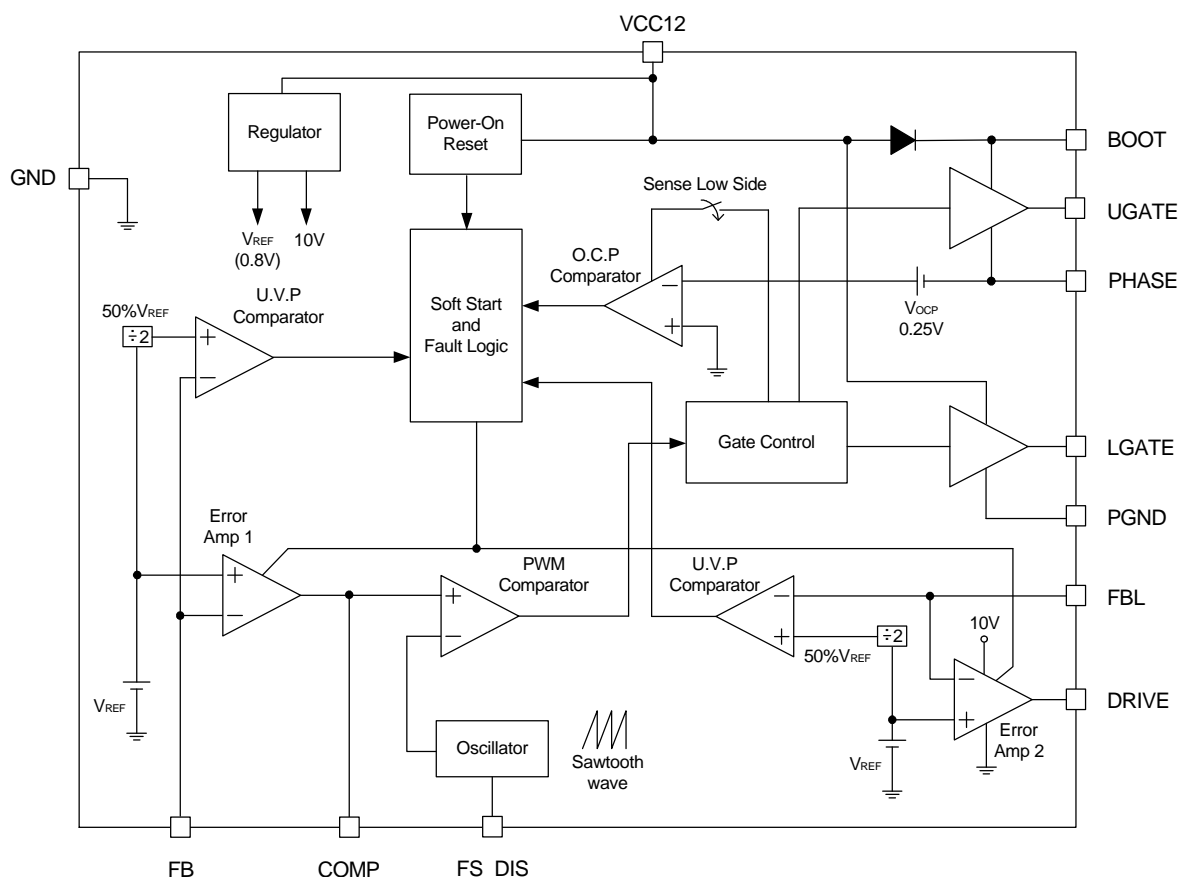 VCC12
Regulator
Power-On
Reset
BOOT
GND
Sense Low Side
UGATE
VREF
(0.8V)
10V
O.C.P
Comparator
PHASE
U.V.P
Comparator
50%VREF
÷2
Soft Start
and
Fault Logic
VOCP
0.25V
+
−
−
+
Gate Control
LGATE
PGND
Error
Amp 1
PWM
Comparator
U.V.P
Comparator
FBL
+
−
+
−
−
+
10V
÷2
50%VREF
−
+
DRIVE
VREF
Error
Amp 2
Oscillator
Sawtooth
wave
VREF
FB
COMP
FS_DIS